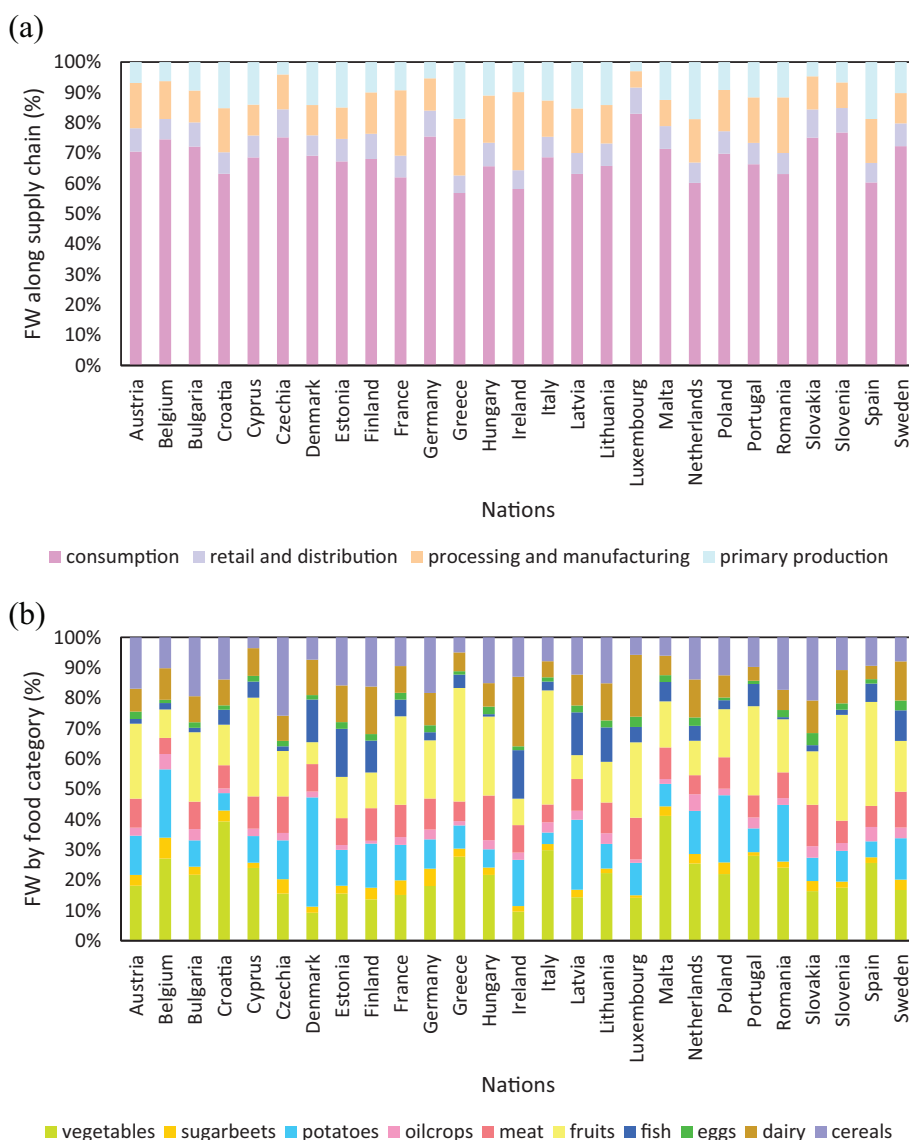 (a)
FW along supply chain (%)
100%
90%
80%
70%
60%
50%
40%
30%
20%
10%
0%
Austria
Belgium
Bulgaria
Croatia
Cyprus
Czechia
Denmark
Estonia
Finland
France
Germany
Greece
Hungary
Ireland
Italy
Latvia
Lithuania
Luxembourg
Malta
Netherlands
Poland
Portugal
Romania
Slovakia
Slovenia
Spain
Sweden
Nations
consumption retail and distribution processing and manufacturing primary production
(b)
FW by food category (%)
100%
90%
80%
70%
60%
50%
40%
30%
20%
10%
0%
Austria
Belgium
Bulgaria
Croatia
Cyprus
Czechia
Denmark
Estonia
Finland
France
Germany
Greece
Hungary
Ireland
Italy
Latvia
Lithuania
Luxembourg
Malta
Netherlands
Poland
Portugal
Romania
Slovakia
Slovenia
Spain
Sweden
Nations
vegetables sugarbeets potatoes oilcrops meat fruits fish eggs dairy cereals